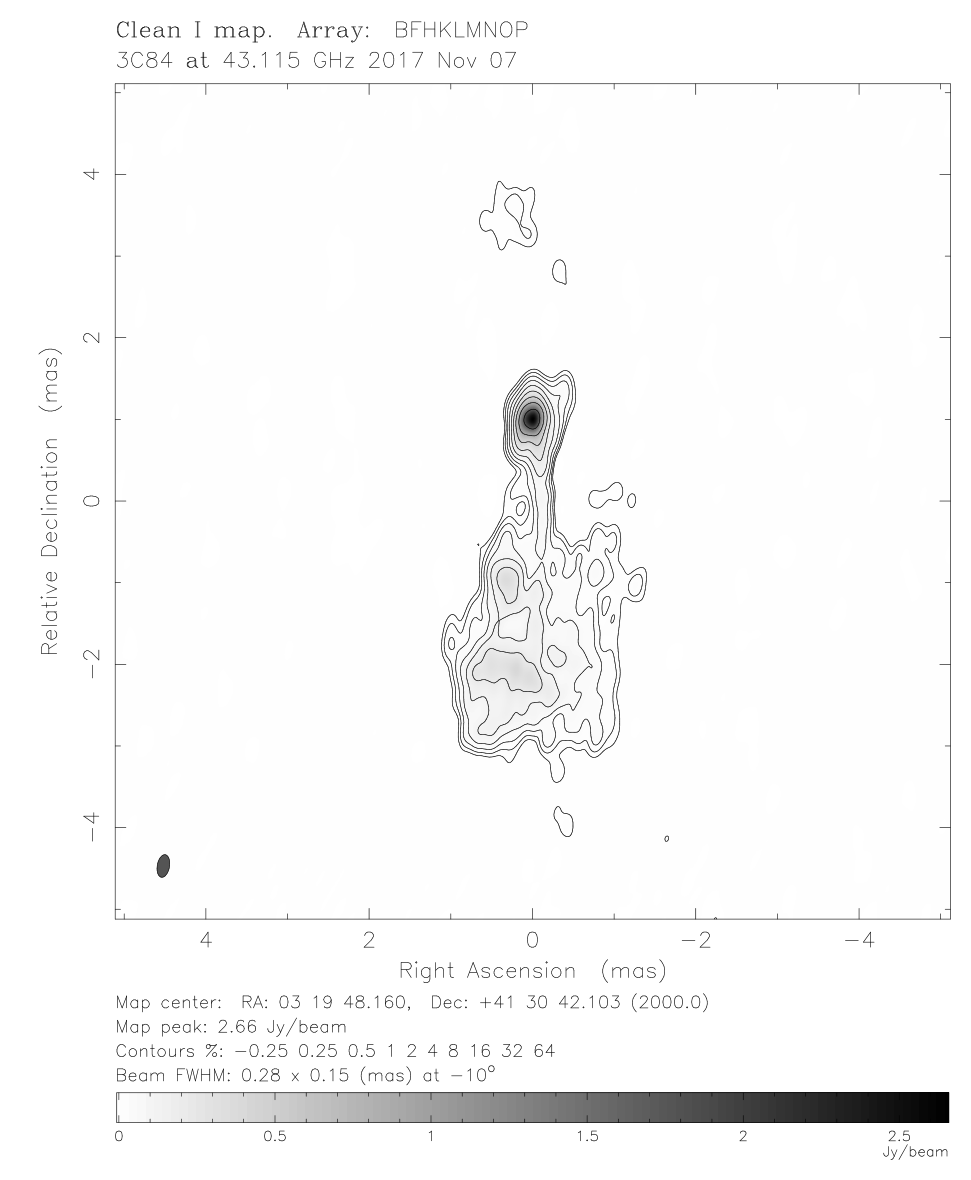 Clean I map. Array: BFHKLMNOP
3C84 at 43.115 GHz 2017 Nov 07
4
2
0
−2
−4
Relative Declination (mas)
4
2
0
−2
−4
Right Ascension (mas)
Map center: RA: 03 19 48.160, Dec: +41 30 42.103 (2000.0)
Map peak: 2.66 Jy/beam
Contours %: −0.25 0.25 0.5 1 2 4 8 16 32 64
Beam FWHM: 0.28 x 0.15 (mas) at −10°
0
0.5
1
1.5
2
2.5
Jy/beam